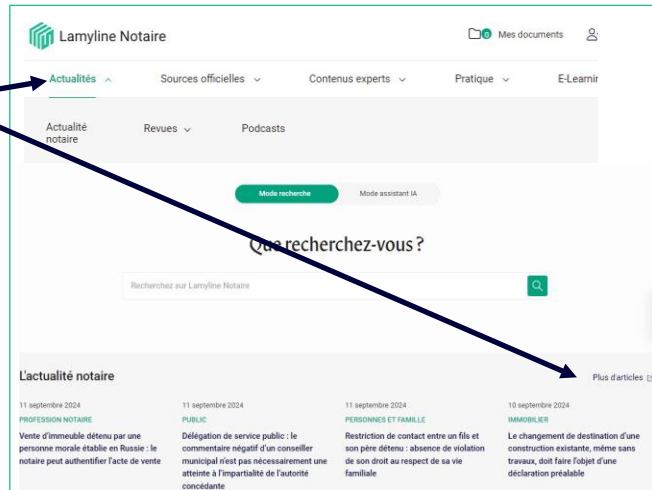 Lamyline Notaire
0 Mes documents
Actualités Sources officielles Contenus experts Pratique
Actualité
notaire
Revues Podcasts
Mode recherche Mode assistant IA
Que recherchez-vous ?
Recherchez sur Lamyline Notaire
L'actualité notaire
Plus d'articles
11 septembre 2024
PROFESSION NOTAIRE
Vente d'immeuble détenu par une
personne morale établie en Russie : le
notaire peut authentifier l'acte de vente
11 septembre 2024
PUBLIC
Délégation de service public : le
commentaire négatif d'un conseiller
municipal n'est pas nécessairement une
atteinte à l'impartialité de l'autorité
concédante
11 septembre 2024
PERSONNES ET FAMILLE
Restriction de contact entre un fils et
son père détenu : absence de violation
de son droit au respect de sa vie
familiale
10 septembre 2024
IMMOBILIER
Le changement de destination d'une
construction existante, même sans
travaux, doit faire l'objet d'une
déclaration préalable